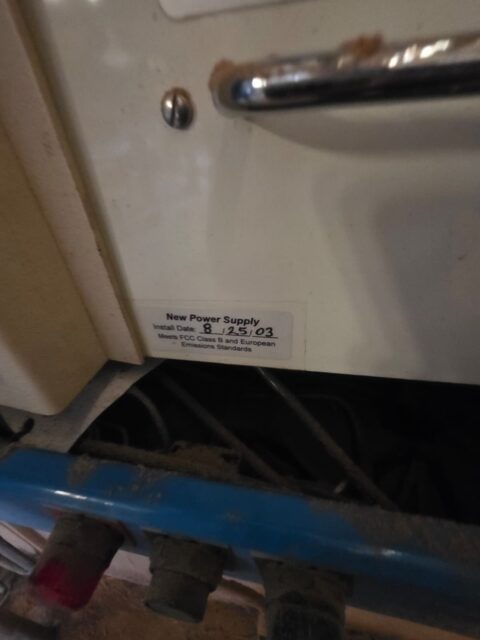 New Power Supply
Install Date: 8 / 25 / 03
Meets FCC Class B and European
Emissions Standards